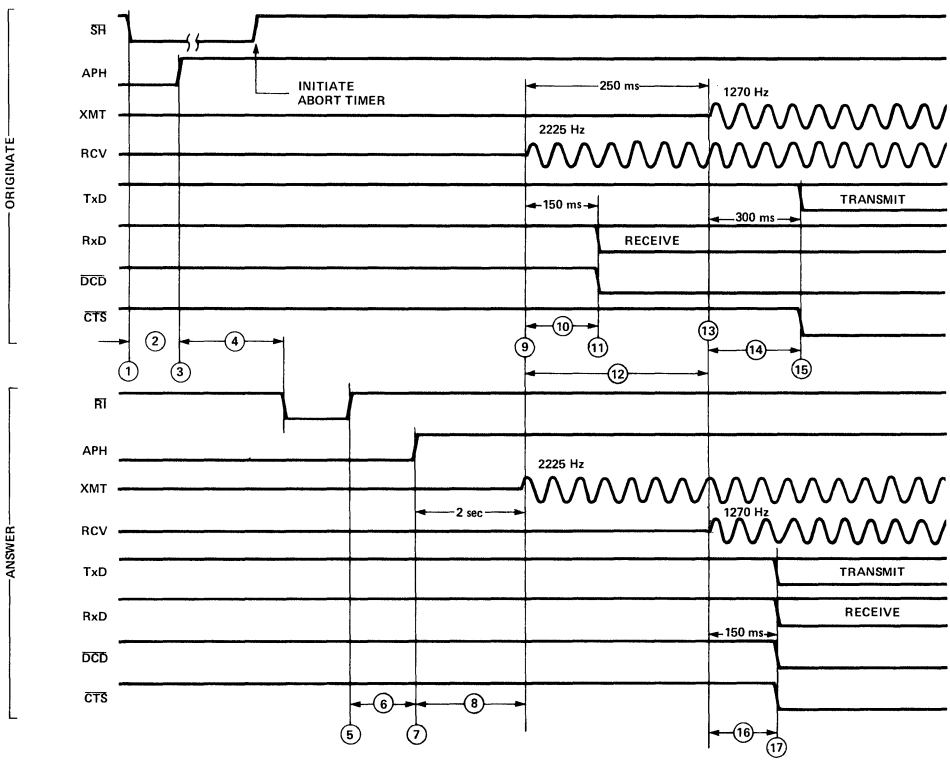 ORIGINATE
SH
APH
INITIATE
ABORT TIMER
250 ms
1270 Hz
XMT
2225 Hz
RCV
TxD
150 ms
300 ms
TRANSMIT
RxD
RECEIVE
DCD
CTS
2
4
10
14
1
3
9
11
12
13
15
ANSWER
RI
APH
2225 Hz
XMT
2 sec
1270 Hz
RCV
TxD
TRANSMIT
RxD
RECEIVE
150 ms
DCD
CTS
6
8
16
5
7
17